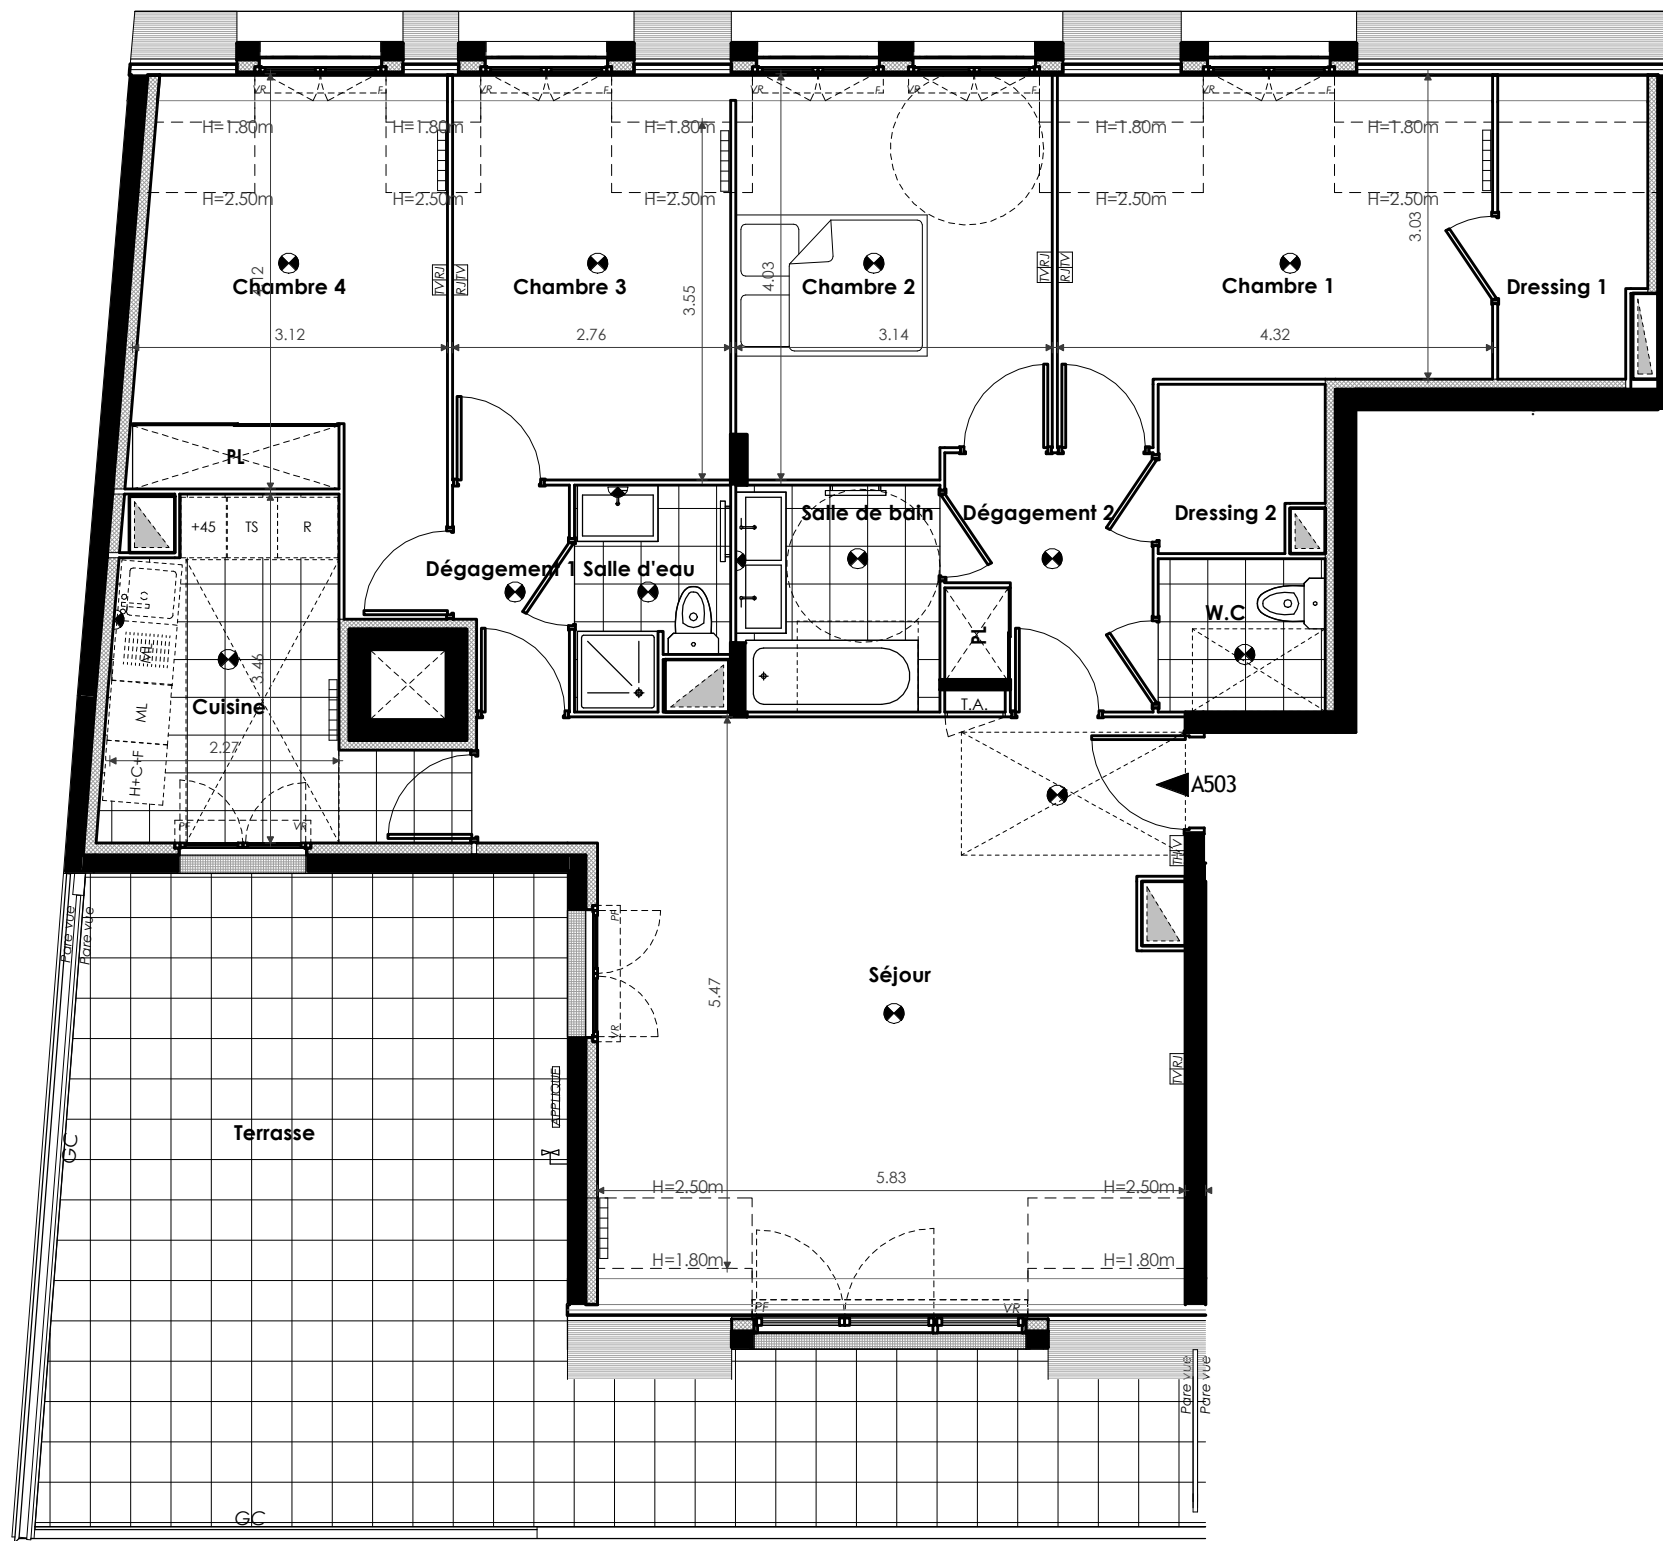 VR F VR F VR F VR F
H=1.80m H=1.80m H=1.80m H=1.80m H=1.80m
H=2.50m H=2.50m H=2.50m H=2.50m H=2.50m
3.03
4.03
3.55
TV RJ RJ TV TV RJ RJ TV
Chambre 4
Chambre 3
Chambre 2
Chambre 1
Dressing 1
3.12
2.76
3.14
4.32
PL
+45 TS R
Salle de bain
Dégagement 2
Dressing 2
Dégagement 1
Salle d'eau
W.C
PL
3.46
Cuisine
ML
T.A.
2.27
H+C+F
A503
PF VR
Pare vue
Pare vue
PF
Séjour
5.47
VR
TV RJ
APPLIQUE
Terrasse
GC
5.83
H=2.50m H=2.50m
H=1.80m H=1.80m
PF VR
Pare vue
Pare vue
GC